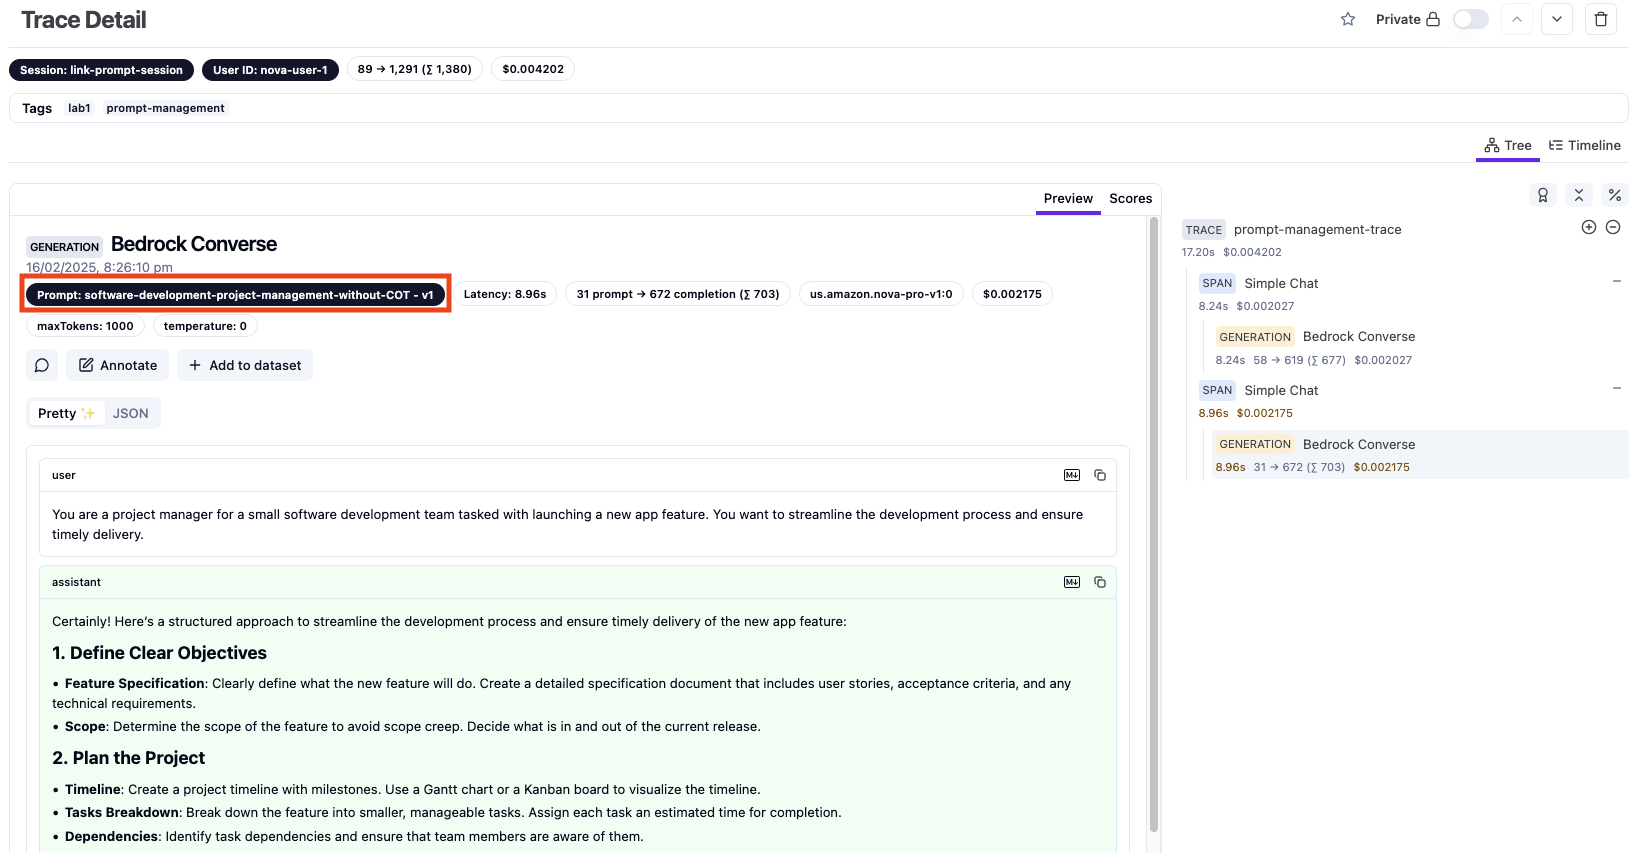 Trace Detail
Private
Session: link-prompt-session User ID: nova-user-1 89 → 1,291 (∑ 1,380) $0.004202
Tags lab1 prompt-management
Tree Timeline
Preview Scores
GENERATION Bedrock Converse
16/02/2025, 8:26:10 pm
Prompt: software-development-project-management-without-COT - v1 Latency: 8.96s 31 prompt → 672 completion (∑ 703) us.amazon.nova-pro-v1:0 $0.002175
maxTokens: 1000 temperature: 0
Annotate + Add to dataset
Pretty ✨ JSON
user
You are a project manager for a small software development team tasked with launching a new app feature. You want to streamline the development process and ensure
timely delivery.
assistant
Certainly! Here's a structured approach to streamline the development process and ensure timely delivery of the new app feature:
1. Define Clear Objectives
• Feature Specification: Clearly define what the new feature will do. Create a detailed specification document that includes user stories, acceptance criteria, and any
technical requirements.
• Scope: Determine the scope of the feature to avoid scope creep. Decide what is in and out of the current release.
2. Plan the Project
• Timeline: Create a project timeline with milestones. Use a Gantt chart or a Kanban board to visualize the timeline.
• Tasks Breakdown: Break down the feature into smaller, manageable tasks. Assign each task an estimated time for completion.
• Dependencies: Identify task dependencies and ensure that team members are aware of them.
TRACE prompt-management-trace
17.20s $0.004202
SPAN Simple Chat
8.24s $0.002027
GENERATION Bedrock Converse
8.24s 58 → 619 (∑ 677) $0.002027
SPAN Simple Chat
8.96s $0.002175
GENERATION Bedrock Converse
8.96s 31 → 672 (∑ 703) $0.002175